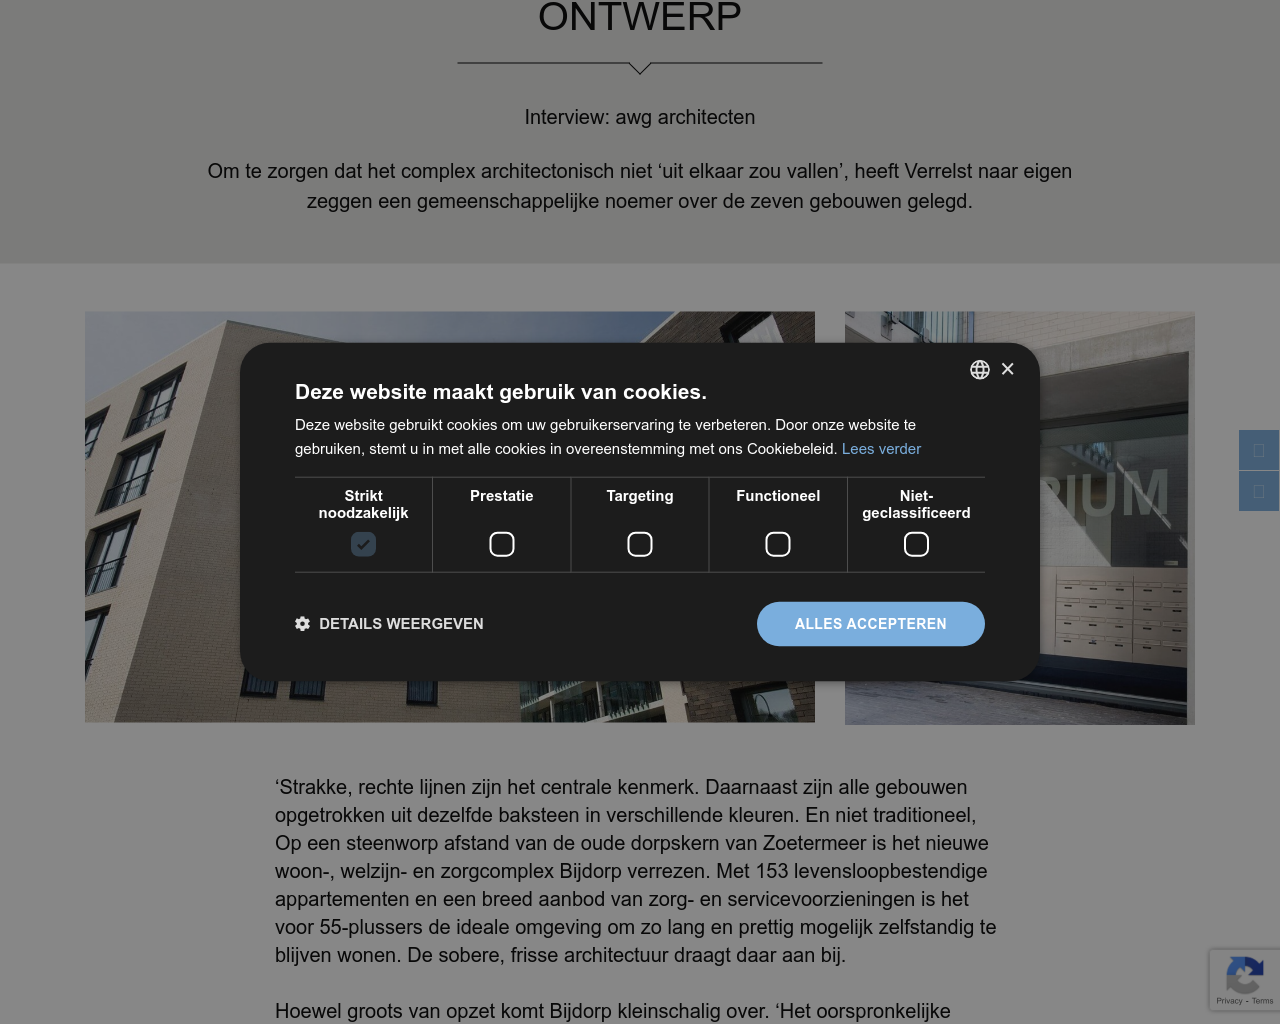 ONTWERP
Interview: awg architecten
Om te zorgen dat het complex architectonisch niet ‘uit elkaar zou vallen’, heeft Verrelst naar eigen
zeggen een gemeenschappelijke noemer over de zeven gebouwen gelegd.
Deze website maakt gebruik van cookies.
×
Deze website gebruikt cookies om uw gebruikerservaring te verbeteren. Door onze website te
gebruiken, stemt u in met alle cookies in overeenstemming met ons Cookiebeleid. Lees verder
Strikt
noodzakelijk
Prestatie
Targeting
Functioneel
Niet-
geclassificeerd
DETAILS WEERGEVEN
ALLES ACCEPTEREN
‘Strakke, rechte lijnen zijn het centrale kenmerk. Daarnaast zijn alle gebouwen
opgetrokken uit dezelfde baksteen in verschillende kleuren. En niet traditioneel,
Op een steenworp afstand van de oude dorpskern van Zoetermeer is het nieuwe
woon-, welzijn- en zorgcomplex Bijdorp verrezen. Met 153 levensloopbestendige
appartementen en een breed aanbod van zorg- en servicevoorzieningen is het
voor 55-plussers de ideale omgeving om zo lang en prettig mogelijk zelfstandig te
blijven wonen. De sobere, frisse architectuur draagt daar aan bij.
Hoewel groots van opzet komt Bijdorp kleinschalig over. ‘Het oorspronkelijke
Privacy - Terms